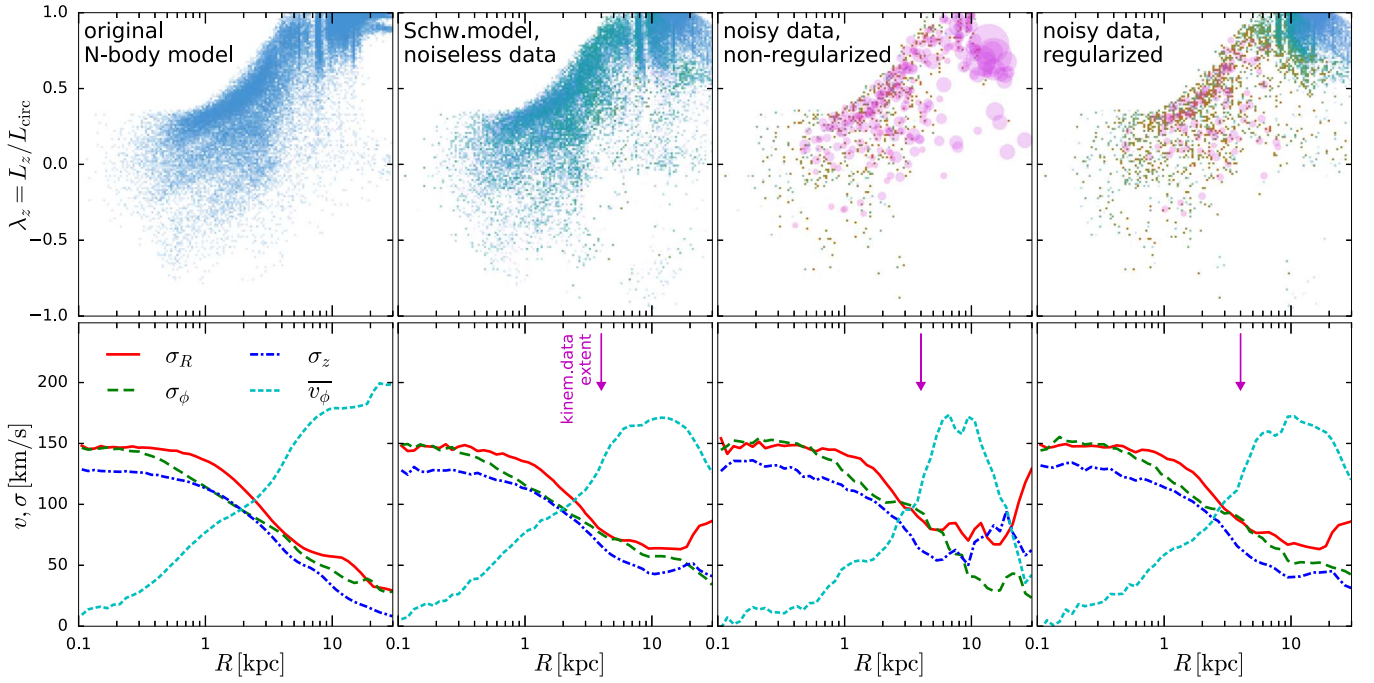 original
N-body model
Schw.model,
noiseless data
noisy data,
non-regularized
noisy data,
regularized
1.0
0.5
0.0
−0.5
−1.0
λz = Lz/Lcirc
σR
σz
σϕ
vϕ
kinem.data
extent
200
150
100
50
0
v, σ [km/s]
0.1 1 10 0.1 1 10 0.1 1 10 0.1 1 10
R [kpc] R [kpc] R [kpc] R [kpc]